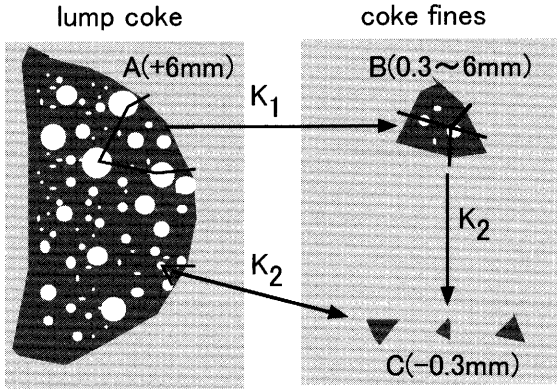 lump coke
coke fines
A(+6mm)
B(0.3～6mm)
K1
K2
K2
C(−0.3mm)